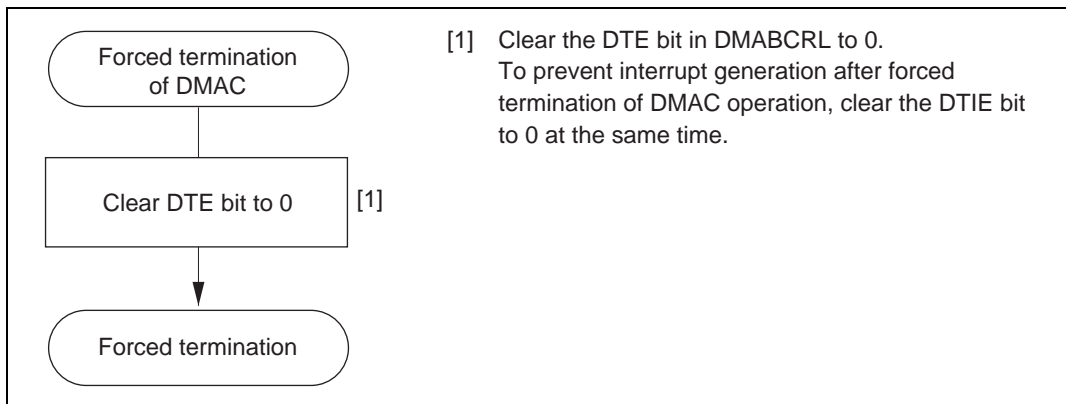 Forced termination
of DMAC
Clear DTE bit to 0
[1]
Forced termination
[1] Clear the DTE bit in DMABCRL to 0.
To prevent interrupt generation after forced
termination of DMAC operation, clear the DTIE bit
to 0 at the same time.